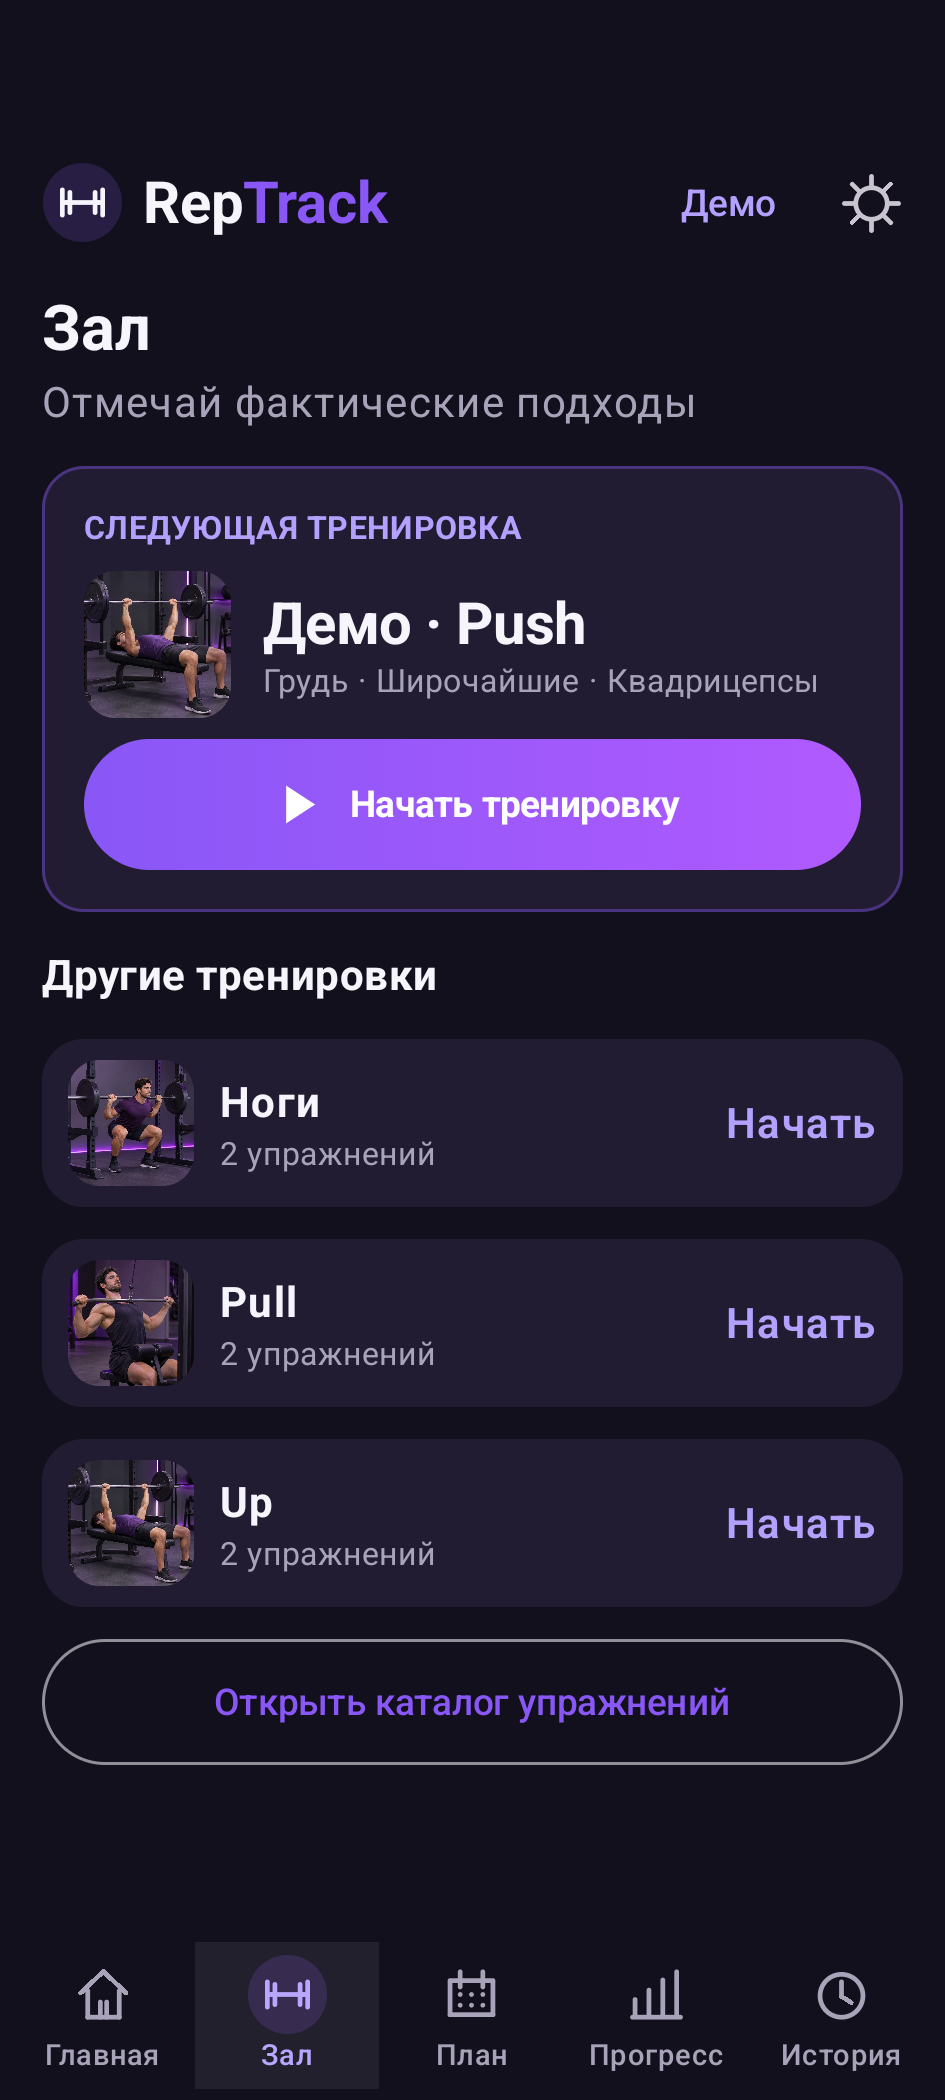 RepTrack
Демо
Зал
Отмечай фактические подходы
СЛЕДУЮЩАЯ ТРЕНИРОВКА
Демо · Push
Грудь · Широчайшие · Квадрицепсы
Начать тренировку
Другие тренировки
Ноги
2 упражнений
Начать
Pull
2 упражнений
Начать
Up
2 упражнений
Начать
Открыть каталог упражнений
Главная
Зал
План
Прогресс
История